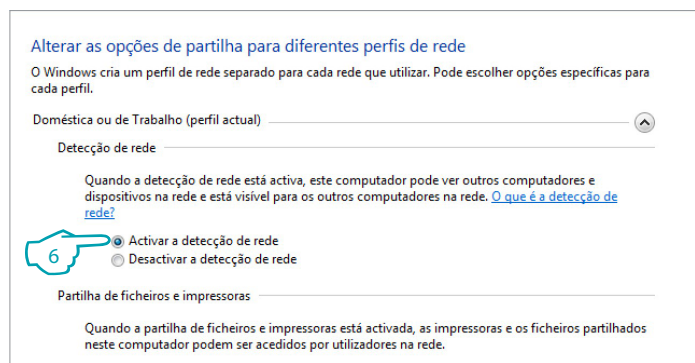 Alterar as opções de partilha para diferentes perfis de rede
O Windows cria um perfil de rede separado para cada rede que utilizar. Pode escolher opções específicas para
cada perfil.
Doméstica ou de Trabalho (perfil actual)
Detecção de rede
Quando a detecção de rede está activa, este computador pode ver outros computadores e
dispositivos na rede e está visível para os outros computadores na rede. O que é a detecção de
rede?
6 Activar a detecção de rede
Desactivar a detecção de rede
Partilha de ficheiros e impressoras
Quando a partilha de ficheiros e impressoras está activada, as impressoras e os ficheiros partilhados
neste computador podem ser acedidos por utilizadores na rede.